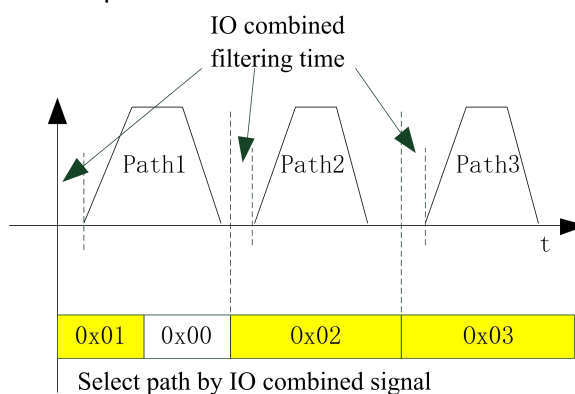 IO combined
filtering time
Path1 Path2 Path3
t
0x01 0x00 0x02 0x03
Select path by IO combined signal